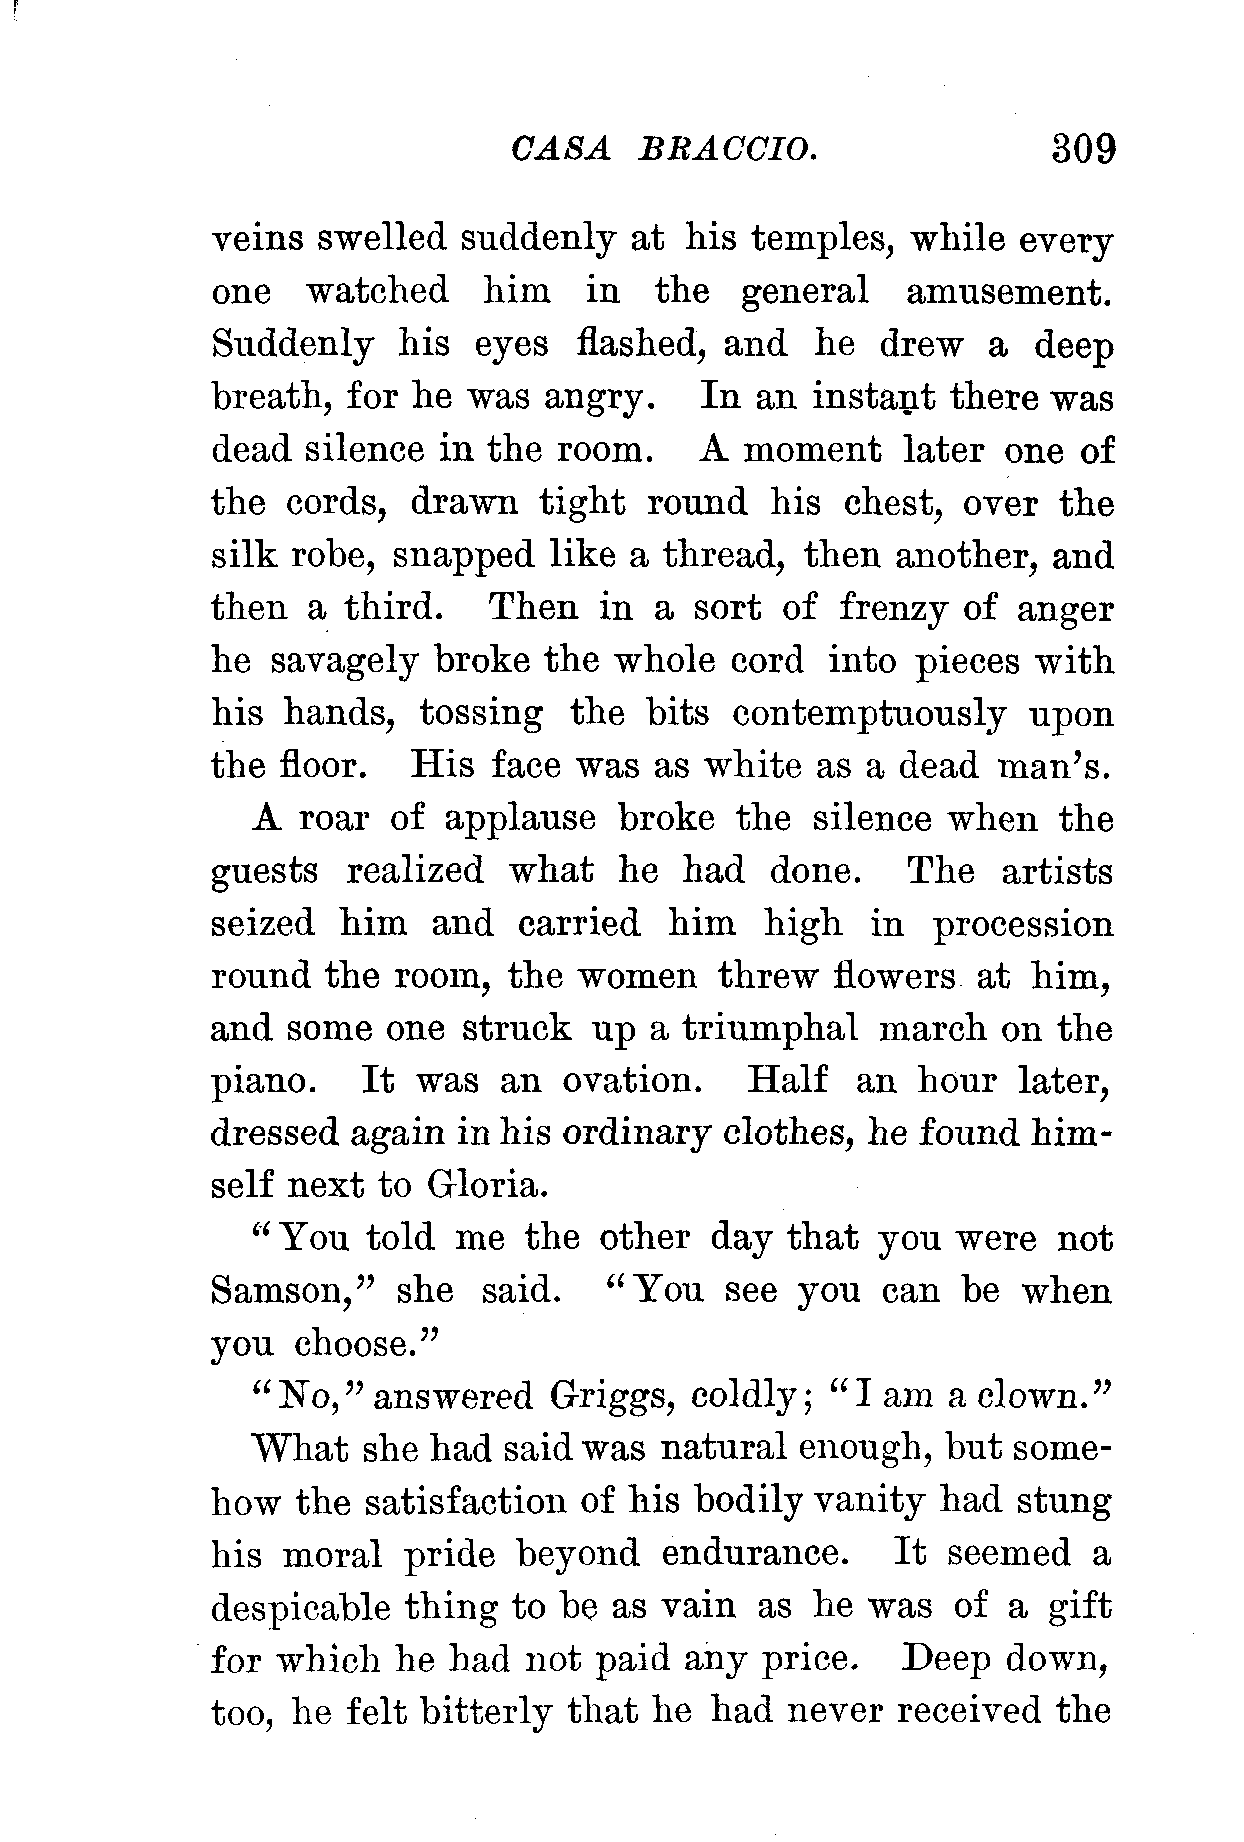 CASA BRACCIO. 309
veins swelled suddenly at his temples, while every
one watched him in the general amusement.
Suddenly his eyes flashed, and he drew a deep
breath, for he was angry. In an instant there was
dead silence in the room. A moment later one of
the cords, drawn tight round his chest, over the
silk robe, snapped like a thread, then another, and
then a third. Then in a sort of frenzy of anger
he savagely broke the whole cord into pieces with
his hands, tossing the bits contemptuously upon
the floor. His face was as white as a dead man's.
A roar of applause broke the silence when the
guests realized what he had done. The artists
seized him and carried him high in procession
round the room, the women threw flowers at him,
and some one struck up a triumphal march on the
piano. It was an ovation. Half an hour later,
dressed again in his ordinary clothes, he found him-
self next to Gloria.
"You told me the other day that you were not
Samson," she said. "You see you can be when
you choose."
"No," answered Griggs, coldly; "I am a clown."
What she had said was natural enough, but some-
how the satisfaction of his bodily vanity had stung
his moral pride beyond endurance. It seemed a
despicable thing to be as vain as he was of a gift
for which he had not paid any price. Deep down,
too, he felt bitterly that he had never received the